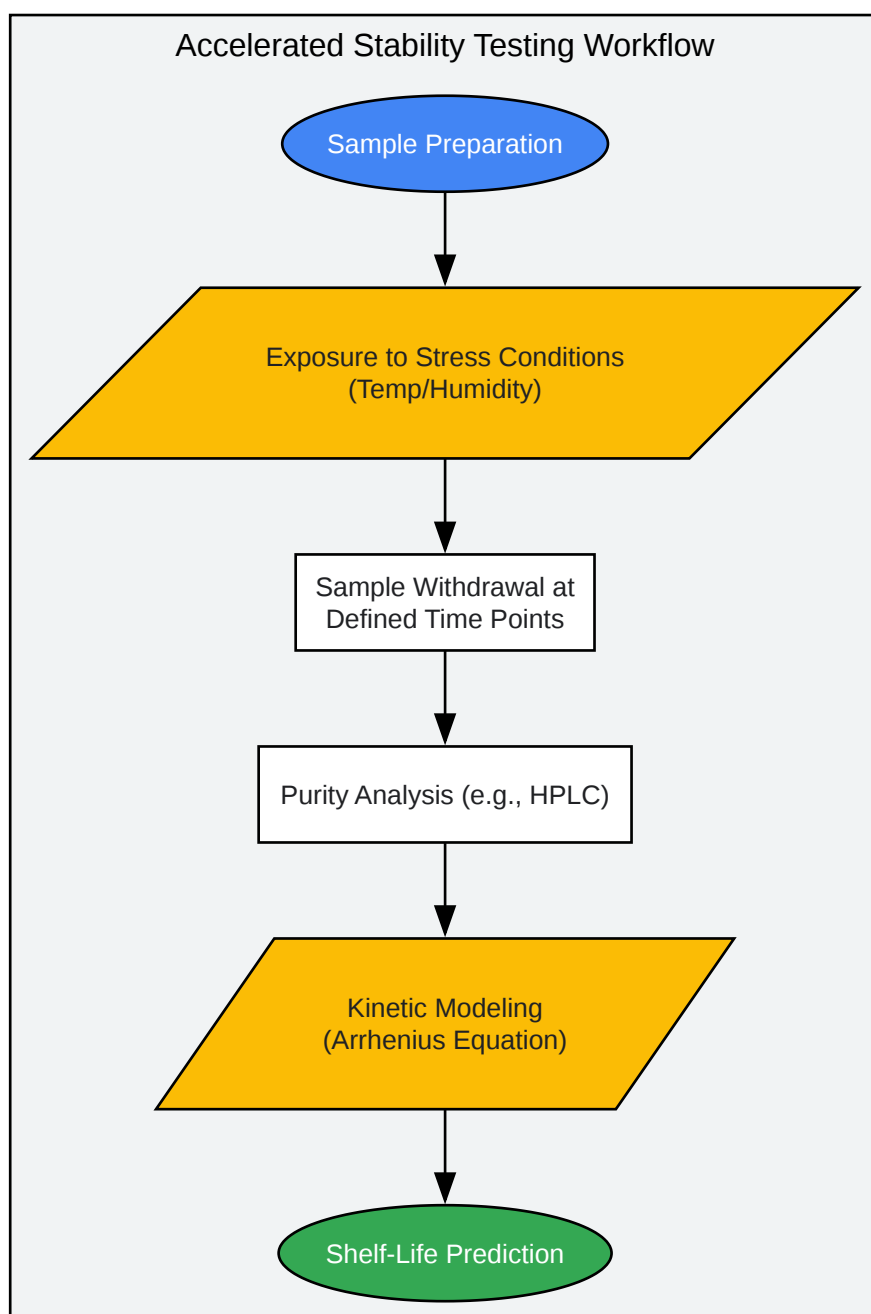 Accelerated Stability Testing Workflow
Sample Preparation
Exposure to Stress Conditions
(Temp/Humidity)
Sample Withdrawal at
Defined Time Points
Purity Analysis (e.g., HPLC)
Kinetic Modeling
(Arrhenius Equation)
Shelf-Life Prediction